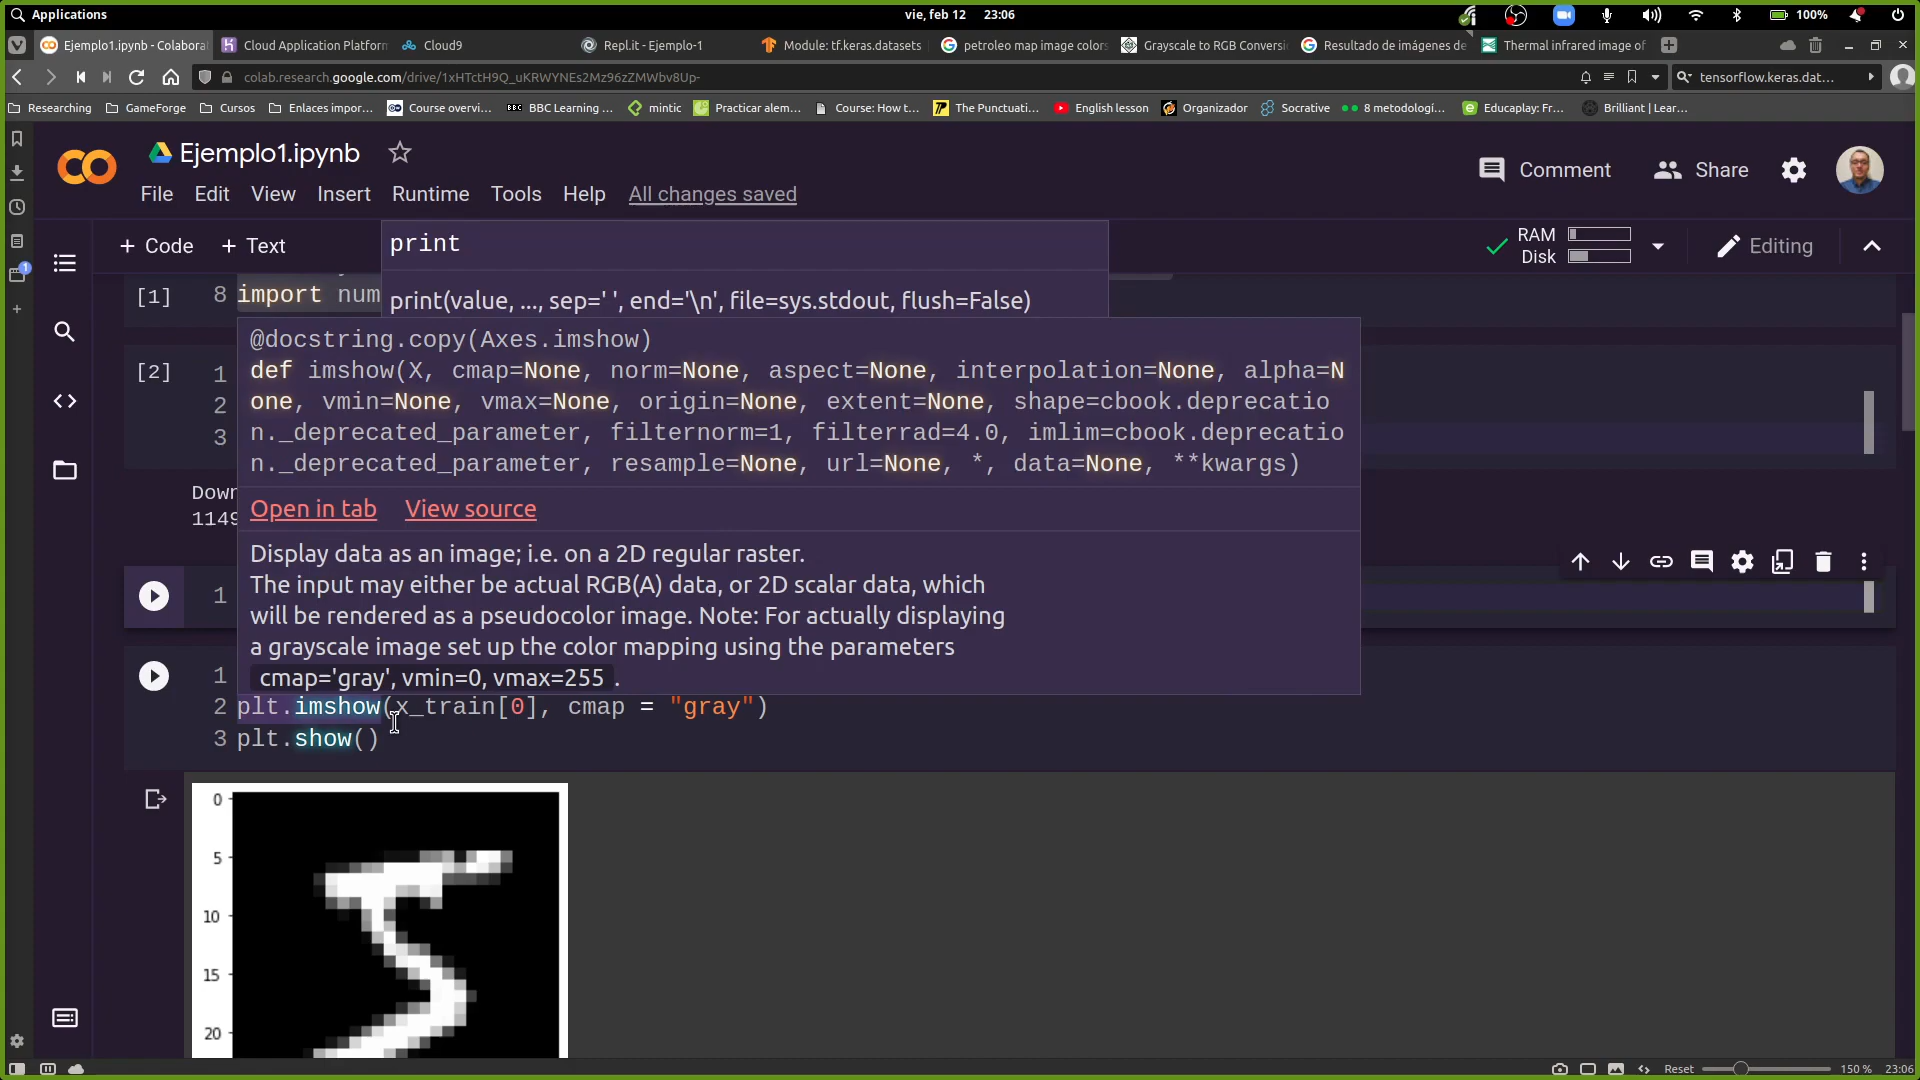 Applications
vie, feb 12 23:06
100%
Ejemplo1.ipynb - Colabora
Cloud Application Platform
Cloud9
Repl.it - Ejemplo-1
Module: tf.keras.datasets
petroleo map image colors
Grayscale to RGB Conversi
Resultado de imágenes de
Thermal infrared image of
colab.research.google.com/drive/1xHTctH9Q_uKRWYNEs2Mz96zZMWbv8Up-
tensorflow.keras.dat...
Researching
GameForge
Cursos
Enlaces impor...
Course overvi...
BBC Learning ...
mintic
Practicar alem...
Course: How t...
The Punctuati...
English lesson
Organizador
Socrative
8 metodologí...
Educaplay: Fr...
Brilliant | Lear...
Ejemplo1.ipynb
Comment
Share
File Edit View Insert Runtime Tools Help All changes saved
+ Code + Text
RAM
Disk
Editing
print
print(value, ..., sep=' ', end='\n', file=sys.stdout, flush=False)
[1] 8 import num
@docstring.copy(Axes.imshow)
def imshow(X, cmap=None, norm=None, aspect=None, interpolation=None, alpha=N
one, vmin=None, vmax=None, origin=None, extent=None, shape=cbook.deprecatio
n._deprecated_parameter, filternorm=1, filterrad=4.0, imlim=cbook.deprecatio
n._deprecated_parameter, resample=None, url=None, *, data=None, **kwargs)
[2] 1
2
3
Open in tab View source
Down
1149
Display data as an image; i.e. on a 2D regular raster.
The input may either be actual RGB(A) data, or 2D scalar data, which
will be rendered as a pseudocolor image. Note: For actually displaying
a grayscale image set up the color mapping using the parameters
cmap='gray', vmin=0, vmax=255 .
1
1
2 plt.imshow(x_train[0], cmap = "gray")
3 plt.show()
0
5
10
15
20
Reset
150 %
23:06